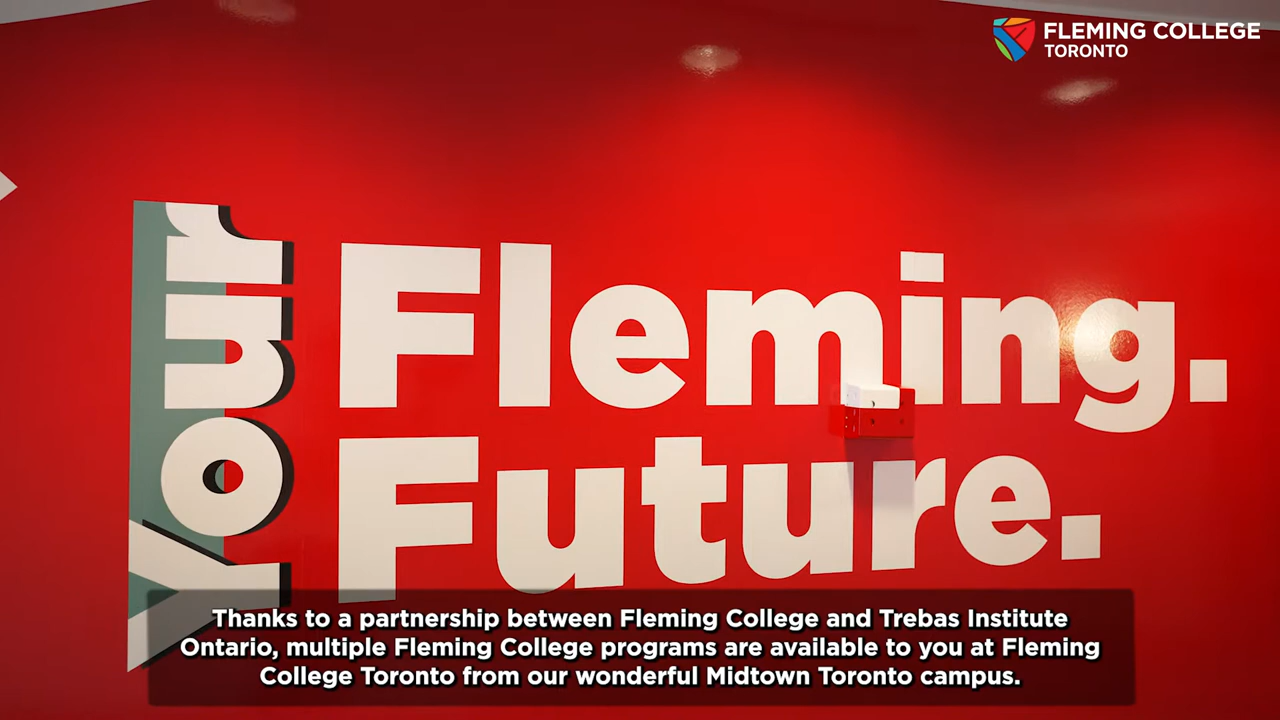 FLEMING COLLEGE
TORONTO
Your
Fleming.
Future.
Thanks to a partnership between Fleming College and Trebas Institute
Ontario, multiple Fleming College programs are available to you at Fleming
College Toronto from our wonderful Midtown Toronto campus.